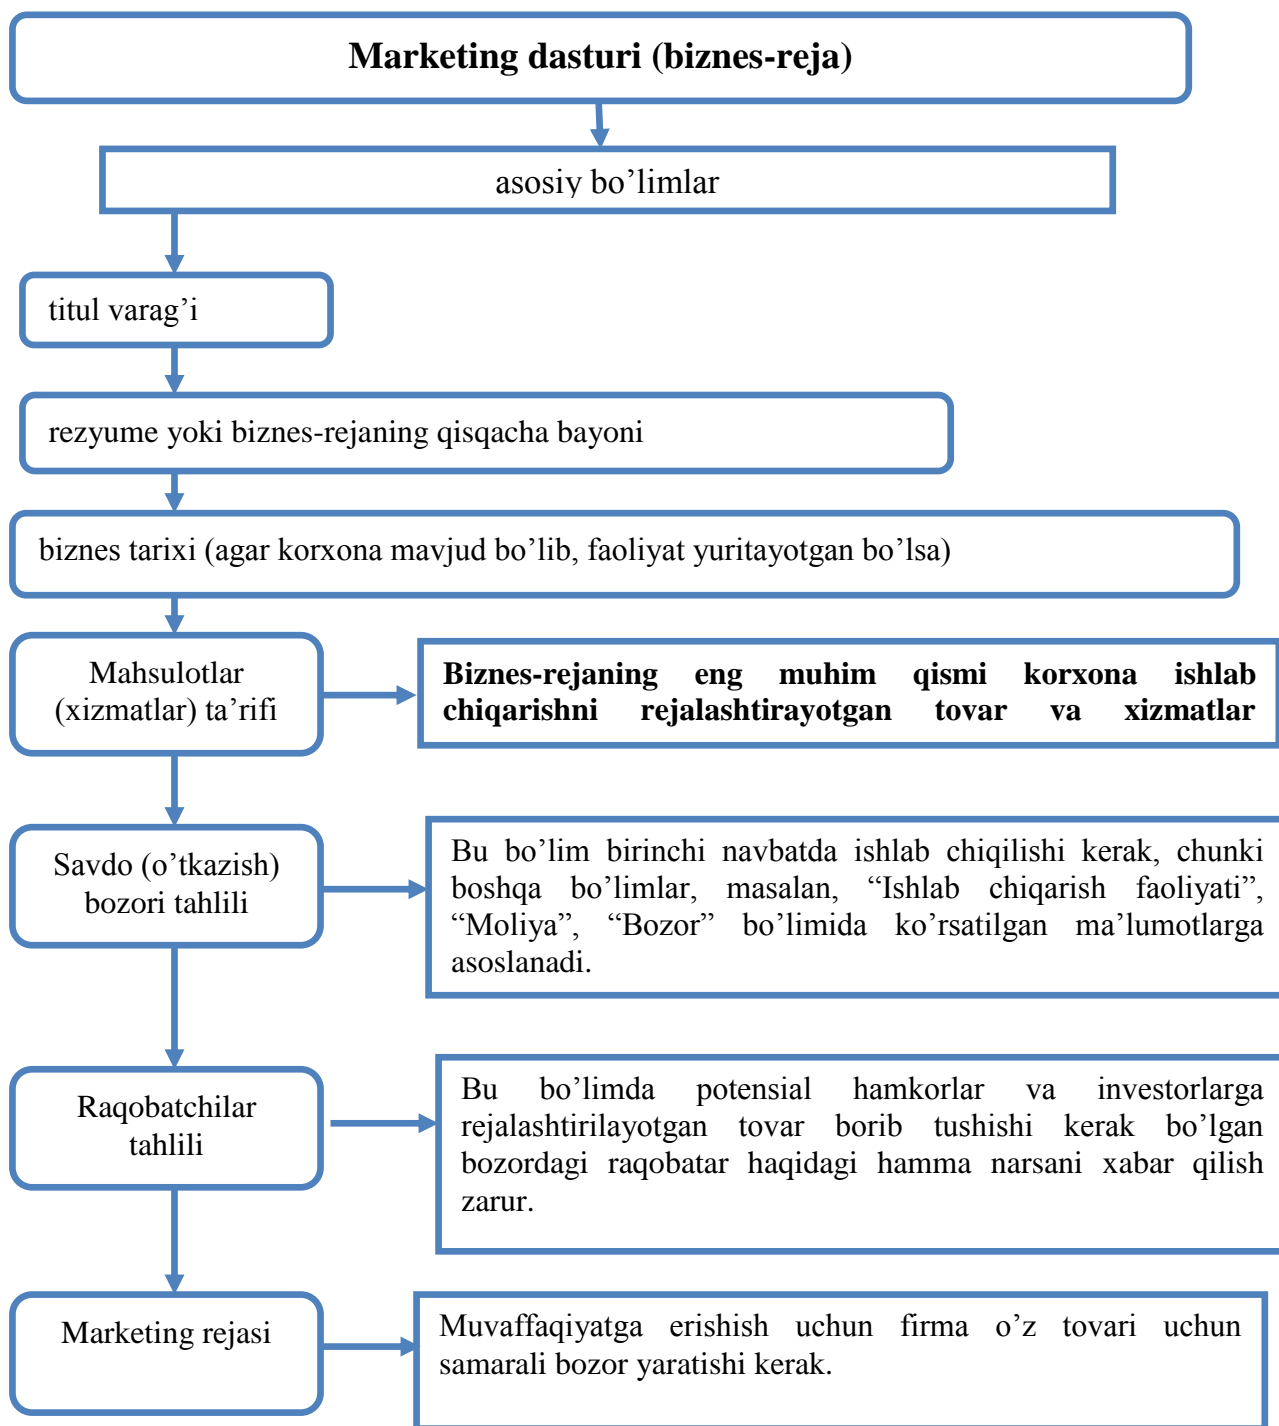 Marketing dasturi (biznes-reja)
asosiy bo’limlar
titul varag’i
rezyume yoki biznes-rejaning qisqacha bayoni
biznes tarixi (agar korxona mavjud bo’lib, faoliyat yuritayotgan bo’lsa)
Mahsulotlar
(xizmatlar) ta’rifi
Biznes-rejaning eng muhim qismi korxona ishlab
chiqarishni rejalashtirayotgan tovar va xizmatlar
Savdo (o’tkazish)
bozori tahlili
Bu bo’lim birinchi navbatda ishlab chiqilishi kerak, chunki
boshqa bo’limlar, masalan, “Ishlab chiqarish faoliyati”,
“Moliya”, “Bozor” bo’limida ko’rsatilgan ma’lumotlarga
asoslanadi.
Raqobatchilar
tahlili
Bu bo’limda potensial hamkorlar va investorlarga
rejalashtirilayotgan tovar borib tushishi kerak bo’lgan
bozordagi raqobatar haqidagi hamma narsani xabar qilish
zarur.
Marketing rejasi
Muvaffaqiyatga erishish uchun firma o’z tovari uchun
samarali bozor yaratishi kerak.